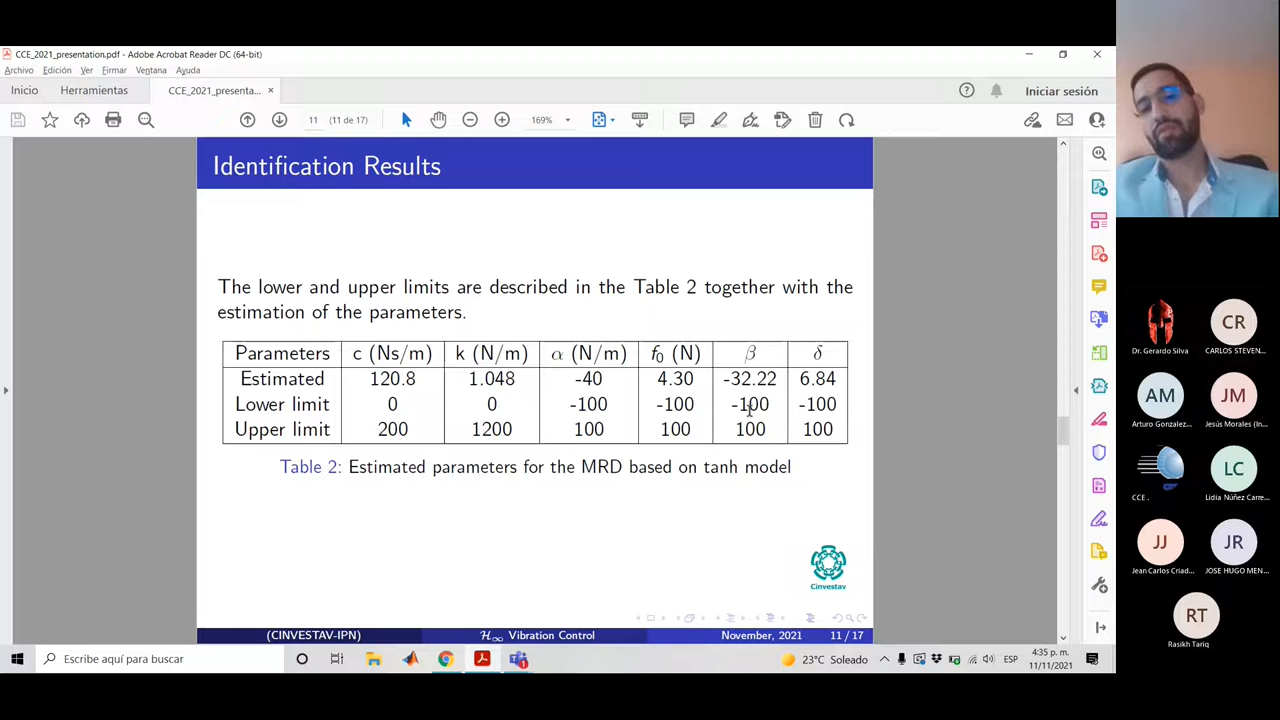 CCE_2021_presentation.pdf - Adobe Acrobat Reader DC (64-bit)
Archivo Edición Ver Firmar Ventana Ayuda
Inicio Herramientas CCE_2021_presenta... × Iniciar sesión
11 (11 de 17) 169%
Identification Results
The lower and upper limits are described in the Table 2 together with the
estimation of the parameters.
Parameters c (Ns/m) k (N/m) α (N/m) f0 (N) β δ
Estimated 120.8 1.048 -40 4.30 -32.22 6.84
Lower limit 0 0 -100 -100 -100 -100
Upper limit 200 1200 100 100 100 100
Table 2: Estimated parameters for the MRD based on tanh model
Cinvestav
(CINVESTAV-IPN) H∞ Vibration Control November, 2021 11 / 17
Escribe aquí para buscar
23°C Soleado
ESP
4:35 p. m.
11/11/2021
CR
Dr. Gerardo Silva
CARLOS STEVEN...
AM
JM
Arturo Gonzalez...
Jesús Morales (In...
LC
CCE .
Lidia Núñez Carre...
JJ
JR
Jean Carlos Criad...
JOSE HUGO MEN...
RT
Rasikh Tariq